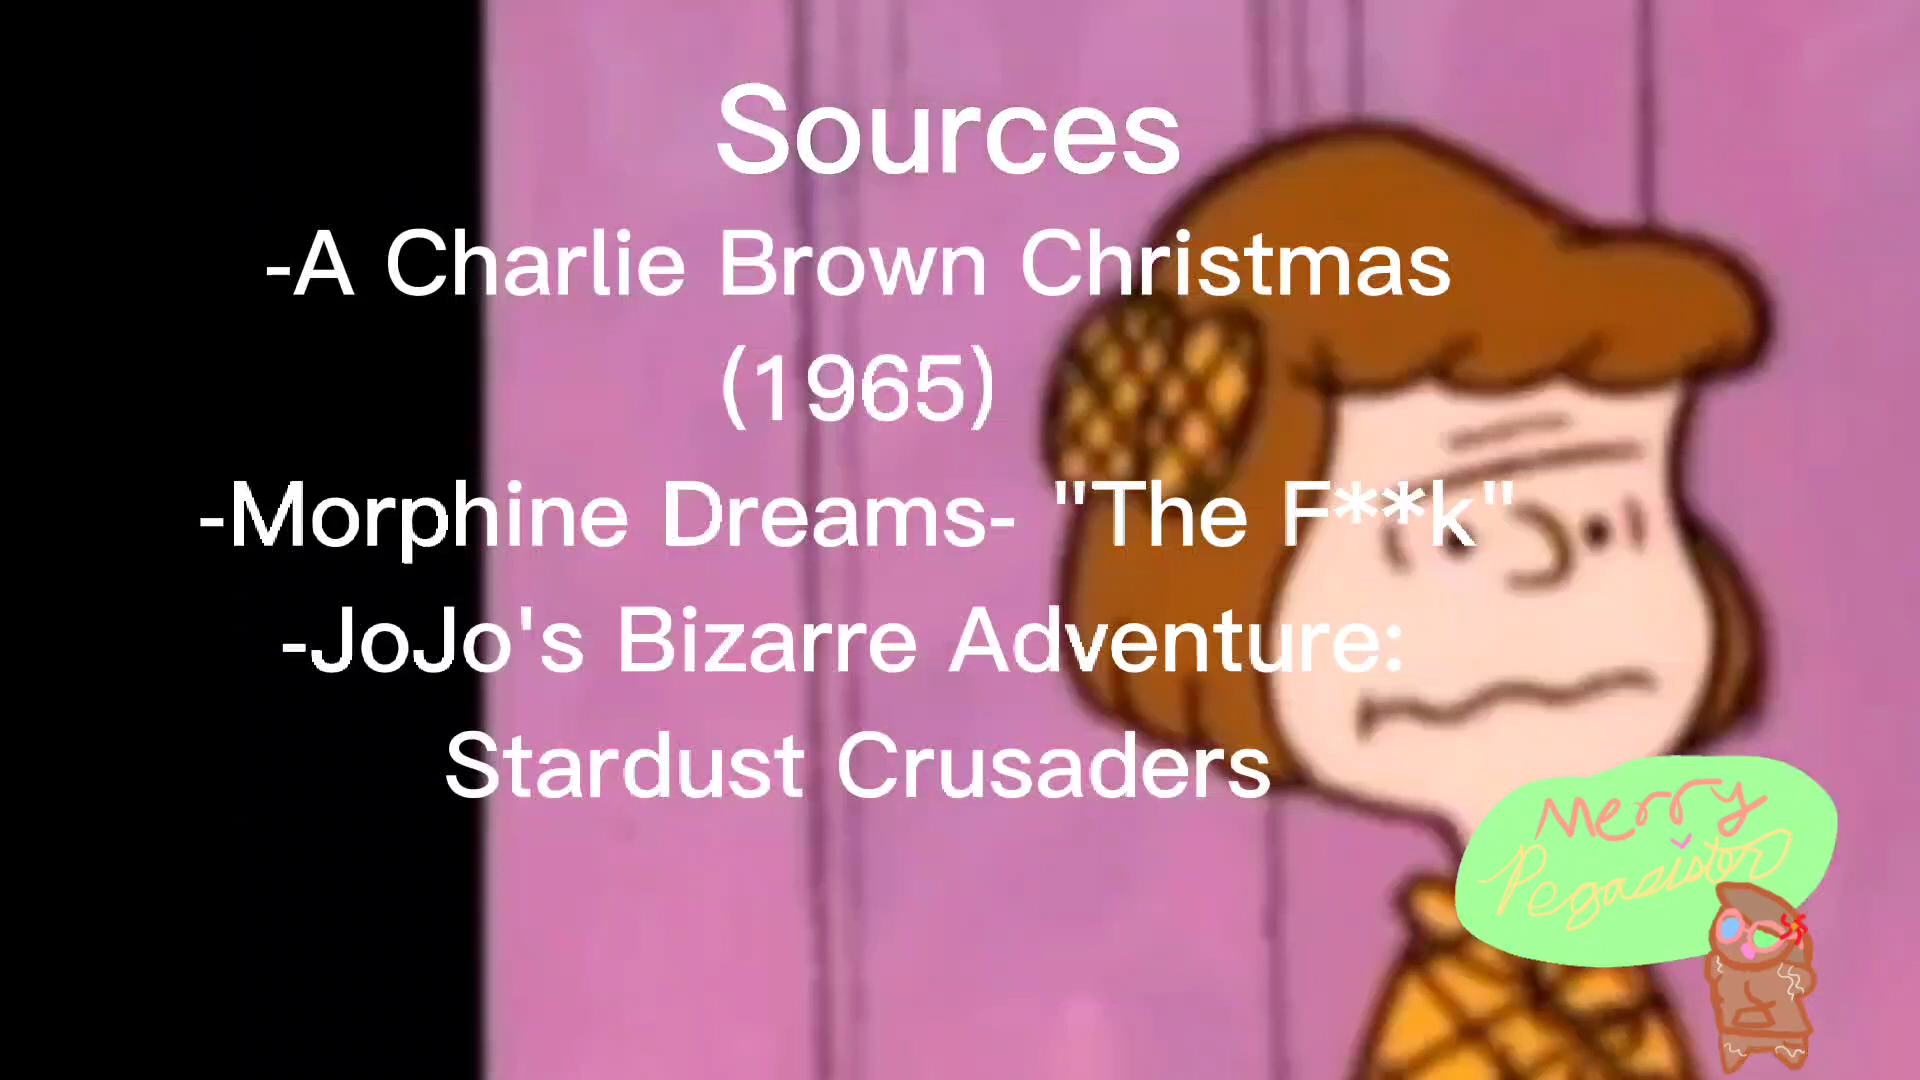 Sources
-A Charlie Brown Christmas
(1965)
-Morphine Dreams- "The F**k"
-JoJo's Bizarre Adventure:
Stardust Crusaders
Merry
Pegasister